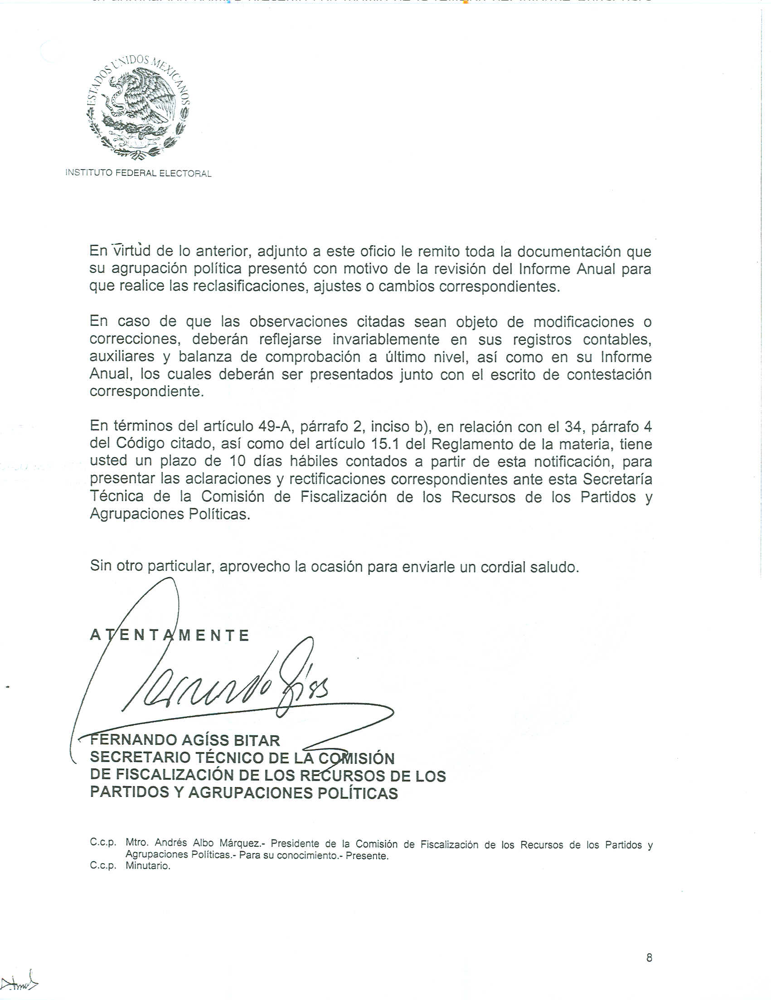 ESTADOS UNIDOS MEXICANOS
INSTITUTO FEDERAL ELECTORAL
En virtud de lo anterior, adjunto a este oficio le remito toda la documentación que
su agrupación política presentó con motivo de la revisión del Informe Anual para
que realice las reclasificaciones, ajustes o cambios correspondientes.
En caso de que las observaciones citadas sean objeto de modificaciones o
correcciones, deberán reflejarse invariablemente en sus registros contables,
auxiliares y balanza de comprobación a último nivel, así como en su Informe
Anual, los cuales deberán ser presentados junto con el escrito de contestación
correspondiente.
En términos del artículo 49-A, párrafo 2, inciso b), en relación con el 34, párrafo 4
del Código citado, así como del artículo 15.1 del Reglamento de la materia, tiene
usted un plazo de 10 días hábiles contados a partir de esta notificación, para
presentar las aclaraciones y rectificaciones correspondientes ante esta Secretaría
Técnica de la Comisión de Fiscalización de los Recursos de los Partidos y
Agrupaciones Políticas.
Sin otro particular, aprovecho la ocasión para enviarle un cordial saludo.
A T E N T A M E N T E
Fernando Agíss
FERNANDO AGÍSS BITAR
SECRETARIO TÉCNICO DE LA COMISIÓN
DE FISCALIZACIÓN DE LOS RECURSOS DE LOS
PARTIDOS Y AGRUPACIONES POLÍTICAS
C.c.p. Mtro. Andrés Albo Márquez.- Presidente de la Comisión de Fiscalización de los Recursos de los Partidos y
Agrupaciones Políticas.- Para su conocimiento.- Presente.
C.c.p. Minutario.
8